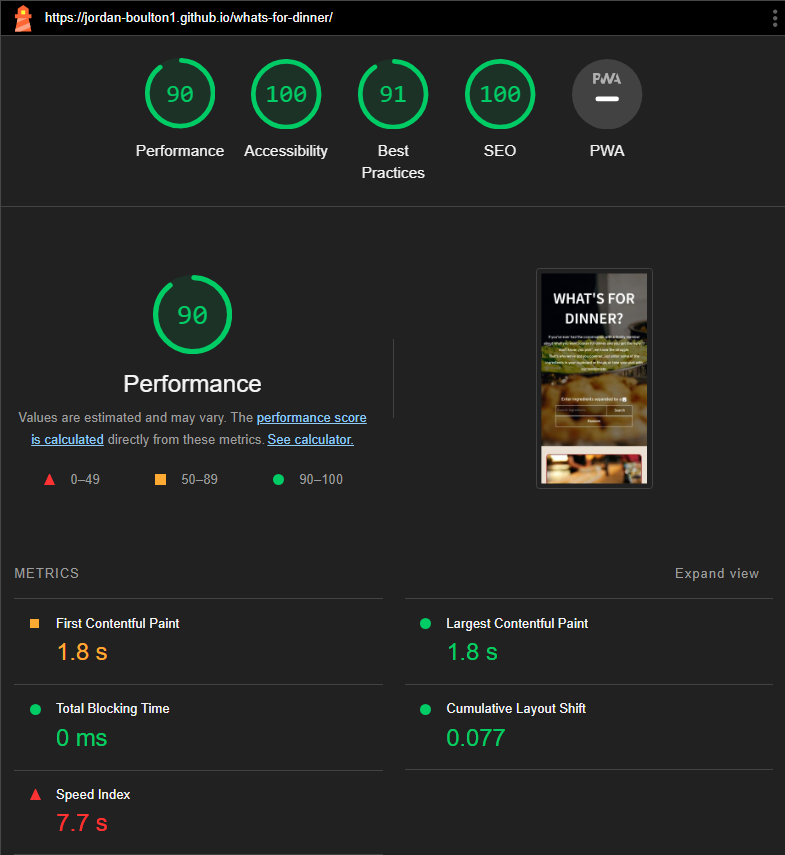 https://jordan-boulton1.github.io/whats-for-dinner/
90
100
91
100
PWA
Performance
Accessibility
Best
Practices
SEO
PWA
90
Performance
Values are estimated and may vary. The performance score
is calculated directly from these metrics. See calculator.
0–49
50–89
90–100
WHAT'S FOR
DINNER?
Enter ingredients separated by a
Search
METRICS
Expand view
First Contentful Paint
1.8 s
Largest Contentful Paint
1.8 s
Total Blocking Time
0 ms
Cumulative Layout Shift
0.077
Speed Index
7.7 s